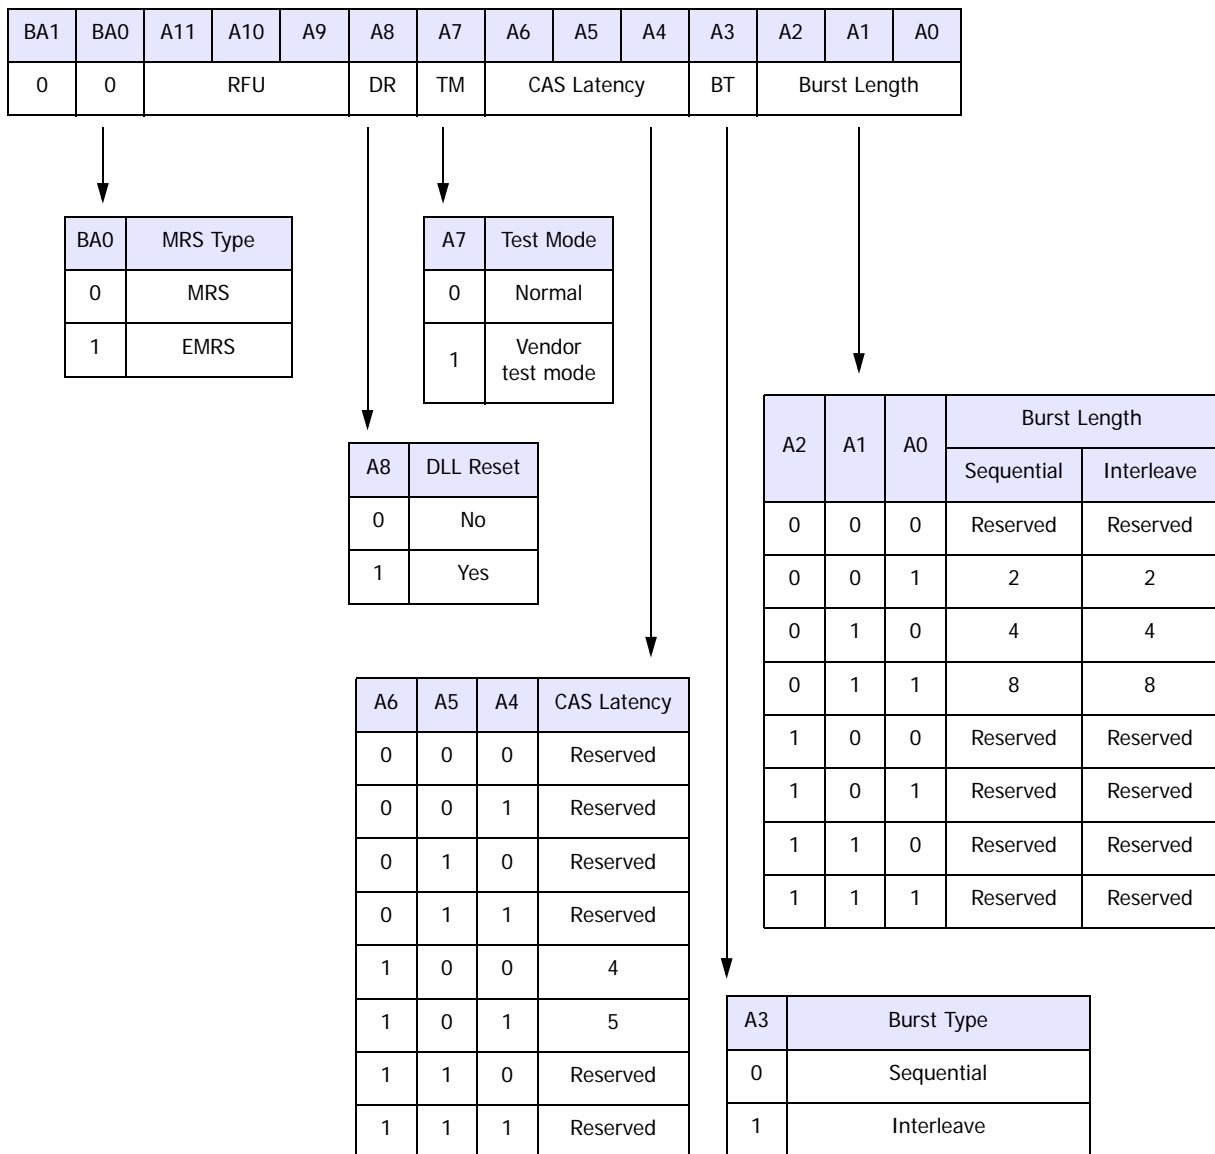 BA1 BA0 A11 A10 A9 A8 A7 A6 A5 A4 A3 A2 A1 A0
0 0 RFU DR TM CAS Latency BT Burst Length
BA0 MRS Type
0 MRS
1 EMRS
A7 Test Mode
0 Normal
1 Vendor
test mode
A8 DLL Reset
0 No
1 Yes
A2 A1 A0 Burst Length
Sequential Interleave
0 0 0 Reserved Reserved
0 0 1 2 2
0 1 0 4 4
0 1 1 8 8
1 0 0 Reserved Reserved
1 0 1 Reserved Reserved
1 1 0 Reserved Reserved
1 1 1 Reserved Reserved
A6 A5 A4 CAS Latency
0 0 0 Reserved
0 0 1 Reserved
0 1 0 Reserved
0 1 1 Reserved
1 0 0 4
1 0 1 5
1 1 0 Reserved
1 1 1 Reserved
A3 Burst Type
0 Sequential
1 Interleave